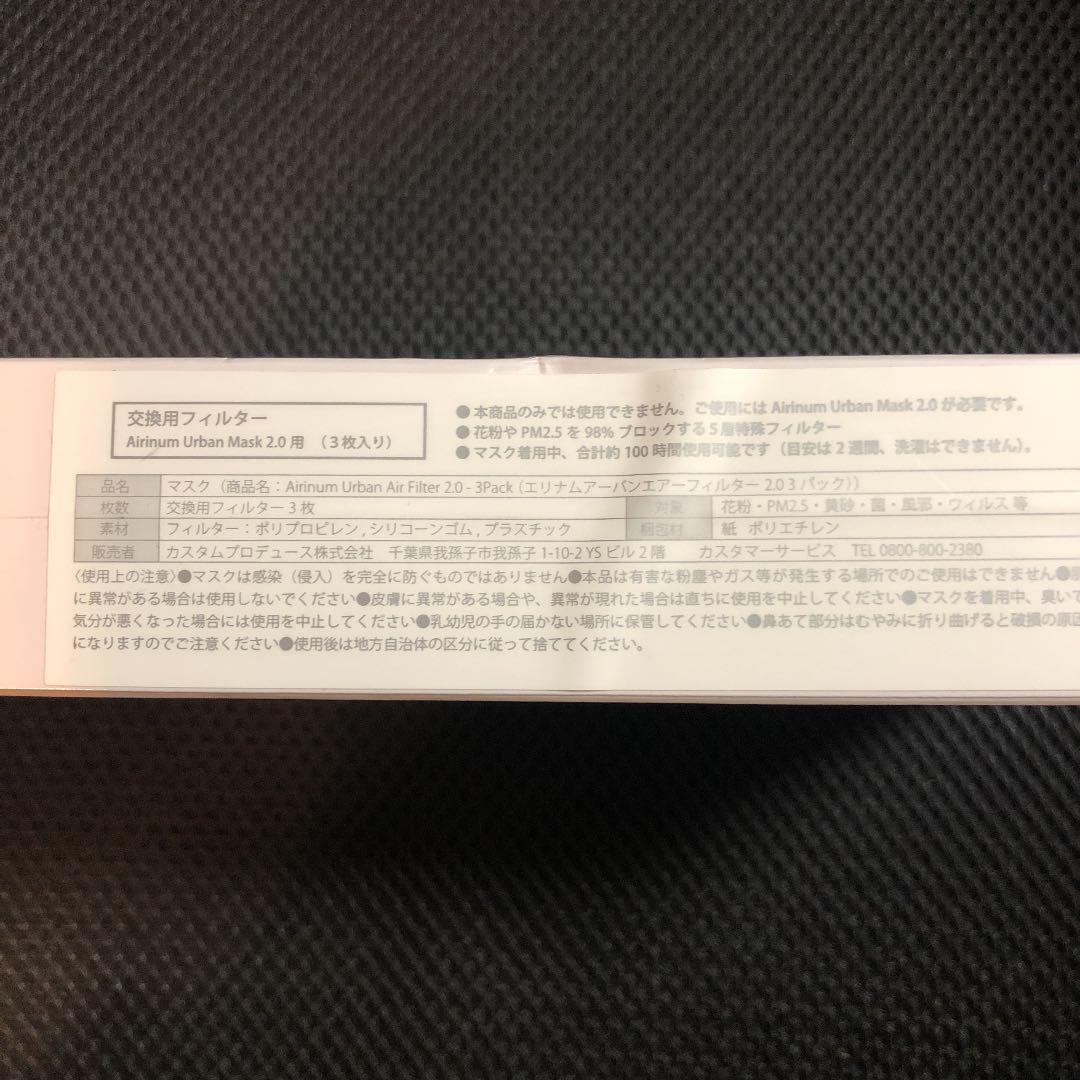 交換用フィルター
Airinum Urban Mask 2.0 用 （３枚入り）
●本商品のみでは使用できません。ご使用には Airinum Urban Mask 2.0 が必要です。
●花粉や PM2.5 を 98% ブロックする５層特殊フィルター
●マスク着用中、合計約 100 時間使用可能です（目安は２週間、洗濯はできません）。
品名 マスク（商品名：Airinum Urban Air Filter 2.0 - 3Pack（エリナムアーバンエアーフィルター 2.0 3 パック））
枚数 交換用フィルター 3 枚 対象 花粉・PM2.5・黄砂・菌・風邪・ウィルス 等
素材 フィルター：ポリプロピレン , シリコーンゴム , プラスチック 梱包材 紙 ポリエチレン
販売者 カスタムプロデュース株式会社 千葉県我孫子市我孫子 1-10-2 YS ビル 2 階 カスタマーサービス TEL 0800-800-2380
〈使用上の注意〉●マスクは感染（侵入）を完全に防ぐものではありません●本品は有害な粉塵やガス等が発生する場所でのご使用はできません●
に異常がある場合は使用しないでください●皮膚に異常がある場合や、異常が現れた場合は直ちに使用を中止してください●マスクを着用中、臭いで
気分が悪くなった場合には使用を中止してください●乳幼児の手の届かない場所に保管してください●鼻あて部分はむやみに折り曲げると破損の原因
になりますのでご注意ください●使用後は地方自治体の区分に従って捨ててください。